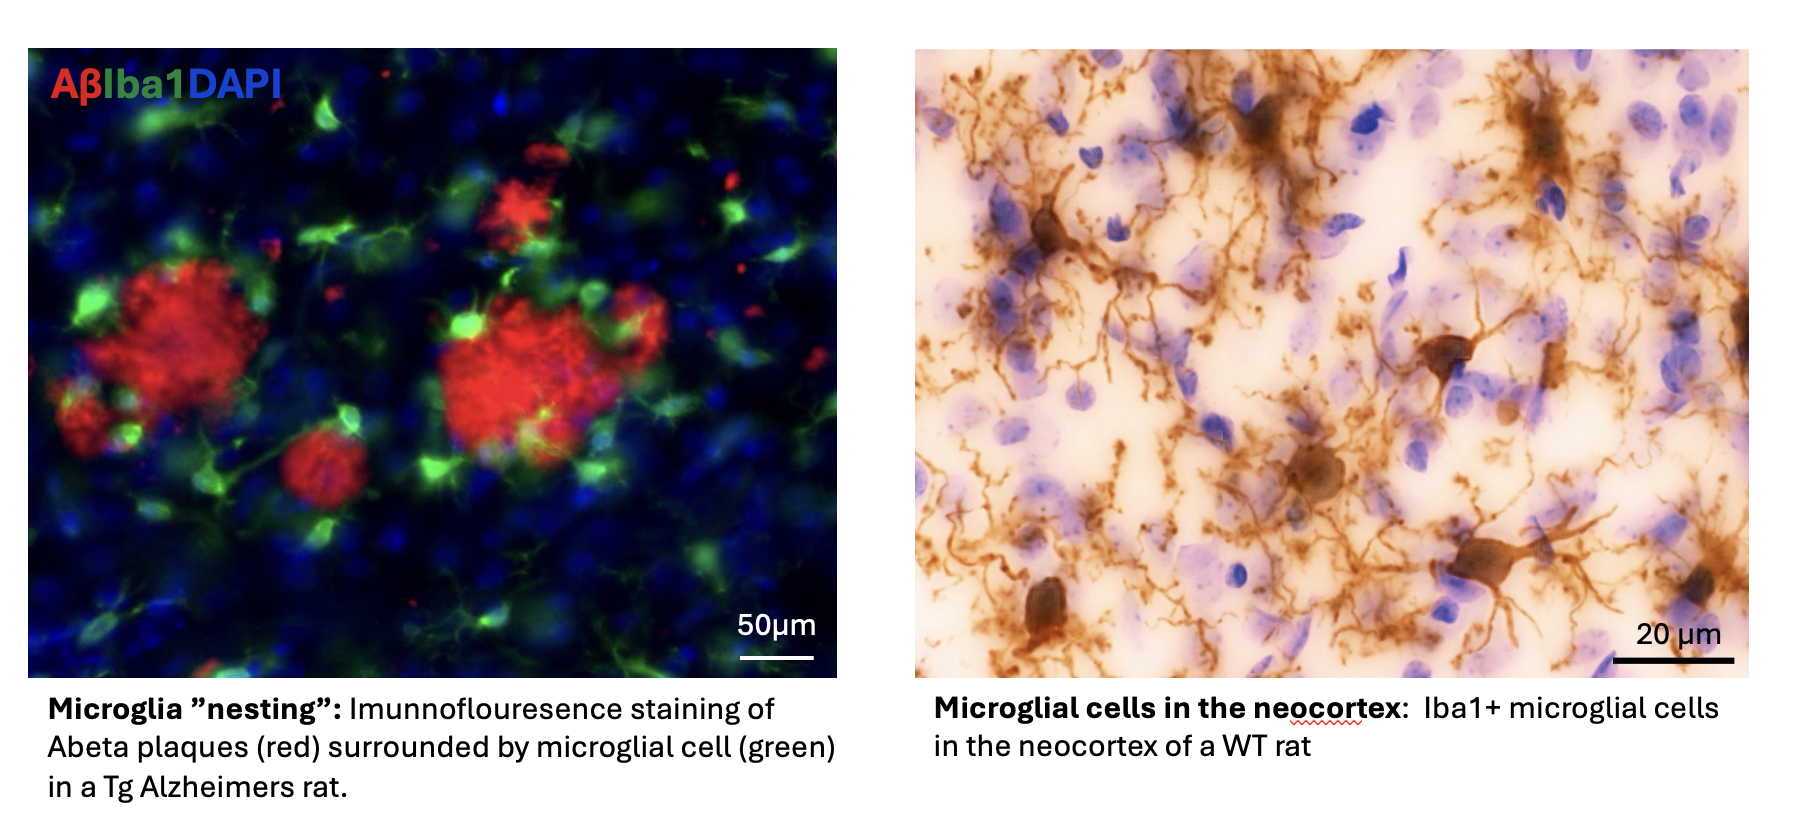 AβIba1DAPI
50µm
Microglia ”nesting”: Imunnoflouresence staining of
Abeta plaques (red) surrounded by microglial cell (green)
in a Tg Alzheimers rat.
20 µm
Microglial cells in the neocortex:  Iba1+ microglial cells
in the neocortex of a WT rat